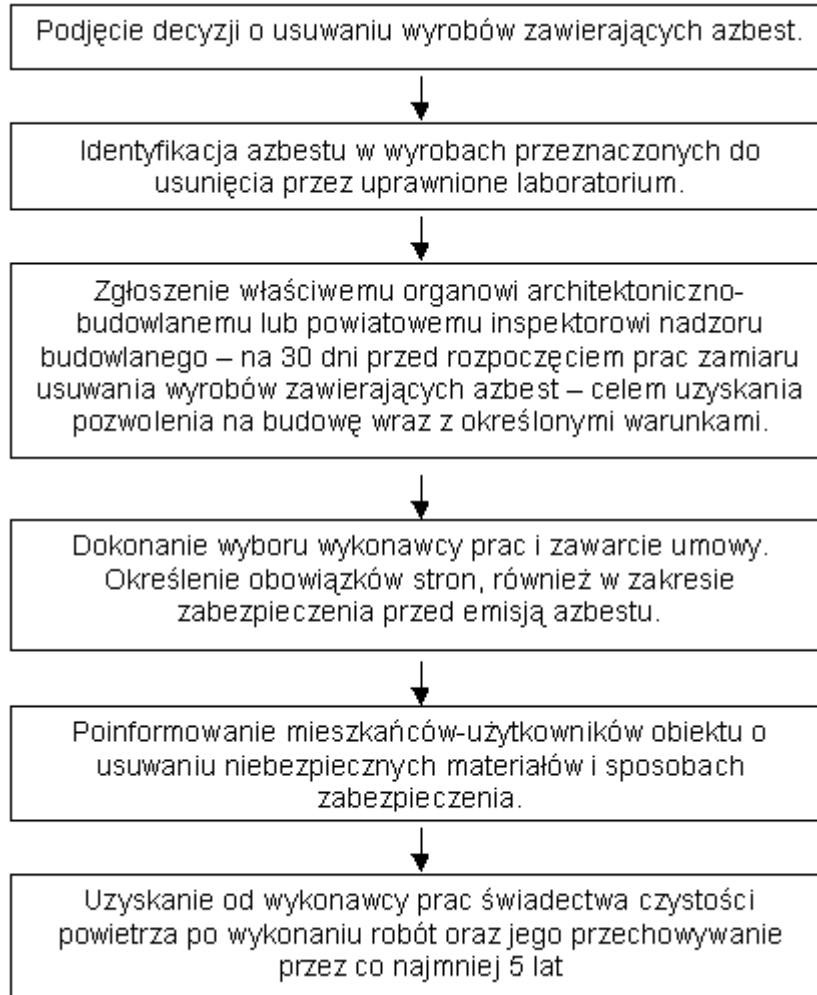 Podjęcie decyzji o usuwaniu wyrobów zawierających azbest.
Identyfikacja azbestu w wyrobach przeznaczonych do
usunięcia przez uprawnione laboratorium.
Zgłoszenie właściwemu organowi architektoniczno-
budowlanemu lub powiatowemu inspektorowi nadzoru
budowlanego – na 30 dni przed rozpoczęciem prac zamiaru
usuwania wyrobów zawierających azbest – celem uzyskania
pozwolenia na budowę wraz z określonymi warunkami.
Dokonanie wyboru wykonawcy prac i zawarcie umowy.
Określenie obowiązków stron, również w zakresie
zabezpieczenia przed emisją azbestu.
Poinformowanie mieszkańców-użytkowników obiektu o
usuwaniu niebezpiecznych materiałów i sposobach
zabezpieczenia.
Uzyskanie od wykonawcy prac świadectwa czystości
powietrza po wykonaniu robót oraz jego przechowywanie
przez co najmniej 5 lat